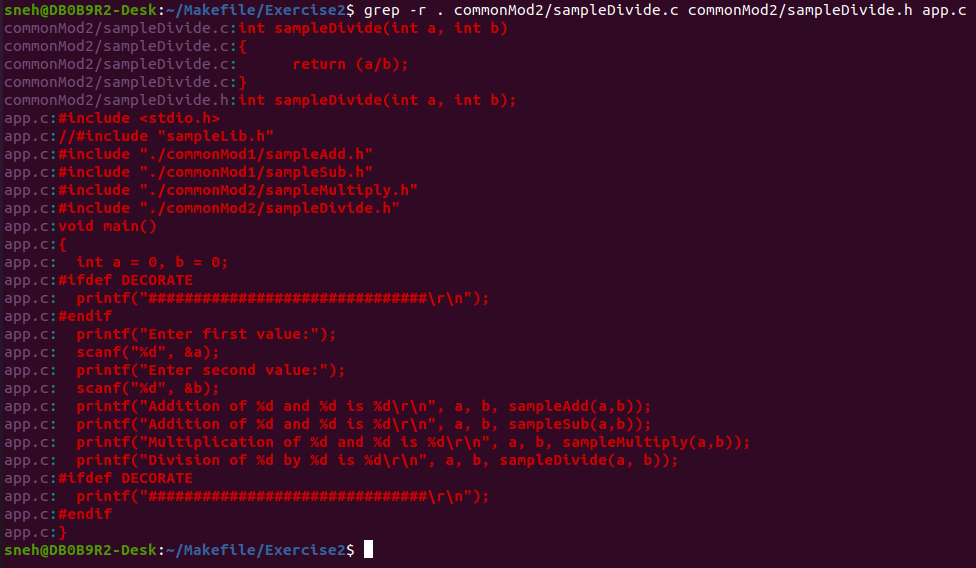 sneh@DB0B9R2-Desk:~/Makefile/Exercise2$ grep -r . commonMod2/sampleDivide.c commonMod2/sampleDivide.h app.c
commonMod2/sampleDivide.c:int sampleDivide(int a, int b)
commonMod2/sampleDivide.c:{
commonMod2/sampleDivide.c:      return (a/b);
commonMod2/sampleDivide.c:}
commonMod2/sampleDivide.h:int sampleDivide(int a, int b);
app.c:#include <stdio.h>
app.c://#include "sampleLib.h"
app.c:#include "./commonMod1/sampleAdd.h"
app.c:#include "./commonMod1/sampleSub.h"
app.c:#include "./commonMod2/sampleMultiply.h"
app.c:#include "./commonMod2/sampleDivide.h"
app.c:void main()
app.c:{
app.c:  int a = 0, b = 0;
app.c:#ifdef DECORATE
app.c:  printf("###############################\r\n");
app.c:#endif
app.c:  printf("Enter first value:");
app.c:  scanf("%d", &a);
app.c:  printf("Enter second value:");
app.c:  scanf("%d", &b);
app.c:  printf("Addition of %d and %d is %d\r\n", a, b, sampleAdd(a,b));
app.c:  printf("Addition of %d and %d is %d\r\n", a, b, sampleSub(a,b));
app.c:  printf("Multiplication of %d and %d is %d\r\n", a, b, sampleMultiply(a,b));
app.c:  printf("Division of %d by %d is %d\r\n", a, b, sampleDivide(a, b));
app.c:#ifdef DECORATE
app.c:  printf("###############################\r\n");
app.c:#endif
app.c:}
sneh@DB0B9R2-Desk:~/Makefile/Exercise2$